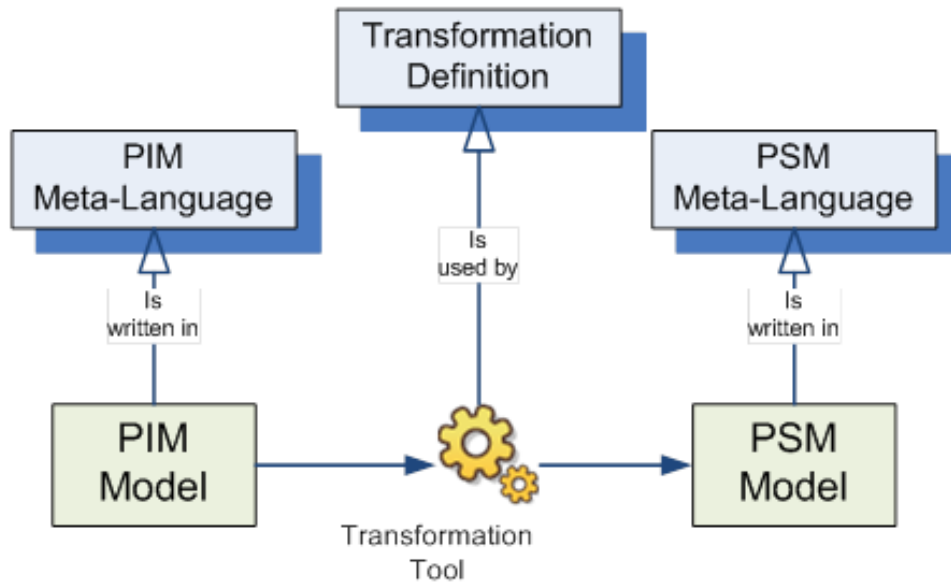 Transformation
Definition
PIM
Meta-Language
PSM
Meta-Language
Is
used by
Is
written in
Is
written in
PIM
Model
PSM
Model
Transformation
Tool